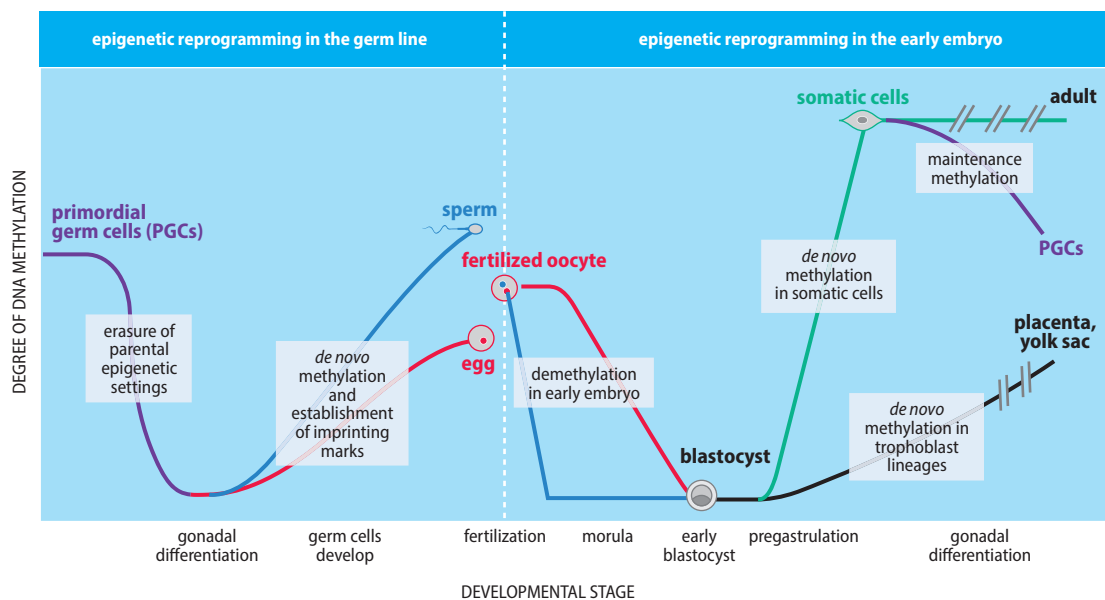 epigenetic reprogramming in the germ line
epigenetic reprogramming in the early embryo
DEGREE OF DNA METHYLATION
primordial
germ cells (PGCs)
erasure of
parental
epigenetic
settings
de novo
methylation
and
establishment
of imprinting
marks
sperm
egg
fertilized oocyte
demethylation
in early embryo
blastocyst
somatic cells
de novo
methylation
in somatic cells
adult
maintenance
methylation
PGCs
placenta,
yolk sac
de novo
methylation in
trophoblast
lineages
gonadal
differentiation
germ cells
develop
fertilization
morula
early
blastocyst
pregastrulation
gonadal
differentiation
DEVELOPMENTAL STAGE